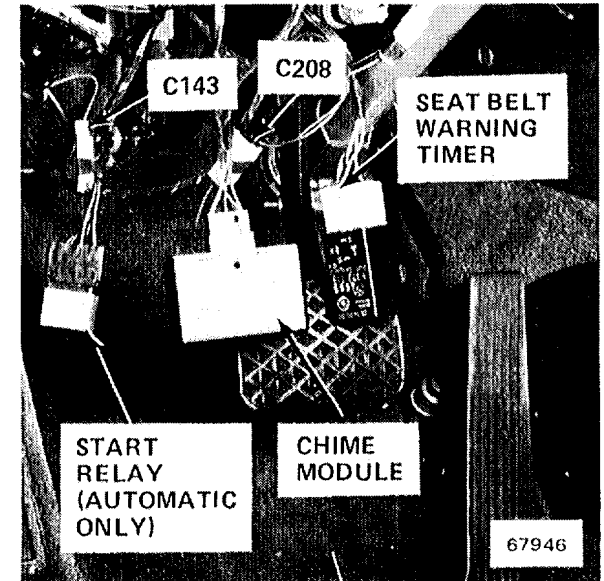 C143
C208
SEAT BELT
WARNING
TIMER
START
RELAY
(AUTOMATIC
ONLY)
CHIME
MODULE
67946